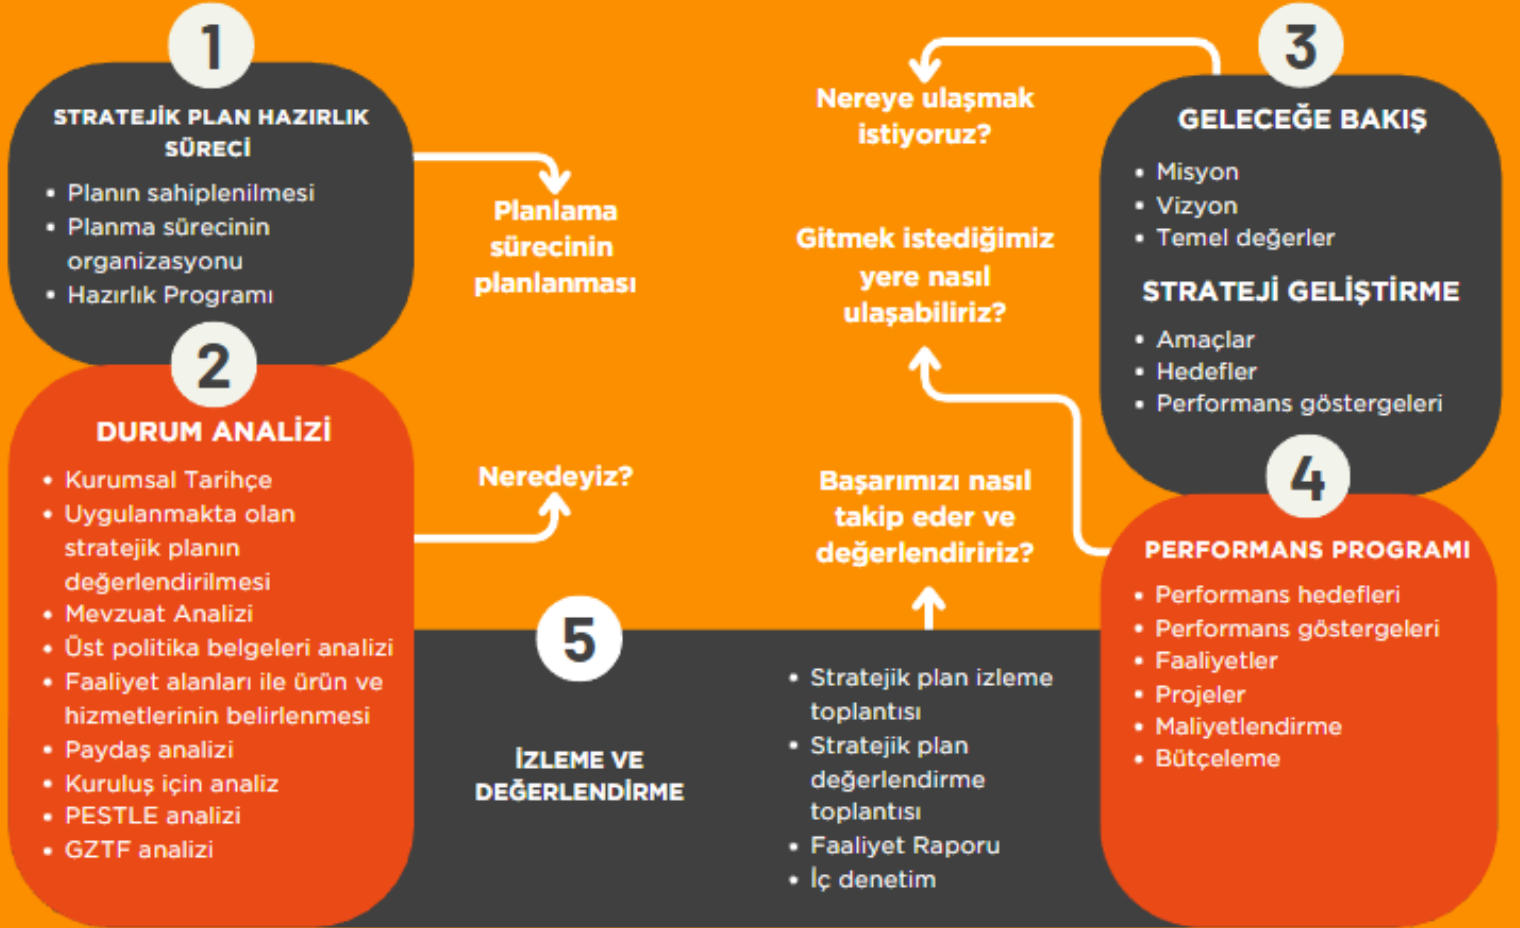 1
STRATEJİK PLAN HAZIRLIK
SÜRECİ
• Planın sahiplenilmesi
• Planma sürecinin
organizasyonu
• Hazırlık Programı
Planlama
sürecinin
planlanması
2
DURUM ANALİZİ
• Kurumsal Tarihçe
• Uygulanmakta olan
stratejik planın
değerlendirilmesi
• Mevzuat Analizi
• Üst politika belgeleri analizi
• Faaliyet alanları ile ürün ve
hizmetlerinin belirlenmesi
• Paydaş analizi
• Kuruluş için analiz
• PESTLE analizi
• GZTF analizi
Neredeyiz?
3
GELECEĞE BAKIŞ
• Misyon
• Vizyon
• Temel değerler
STRATEJİ GELİŞTİRME
• Amaçlar
• Hedefler
• Performans göstergeleri
Nereye ulaşmak
istiyoruz?
4
PERFORMANS PROGRAMI
• Performans hedefleri
• Performans göstergeleri
• Faaliyetler
• Projeler
• Maliyetlendirme
• Bütçeleme
Gitmek istediğimiz
yere nasıl
ulaşabiliriz?
5
İZLEME VE
DEĞERLENDİRME
• Stratejik plan izleme
toplantısı
• Stratejik plan
değerlendirme
toplantısı
• Faaliyet Raporu
• İç denetim
Başarımızı nasıl
takip eder ve
değerlendiririz?